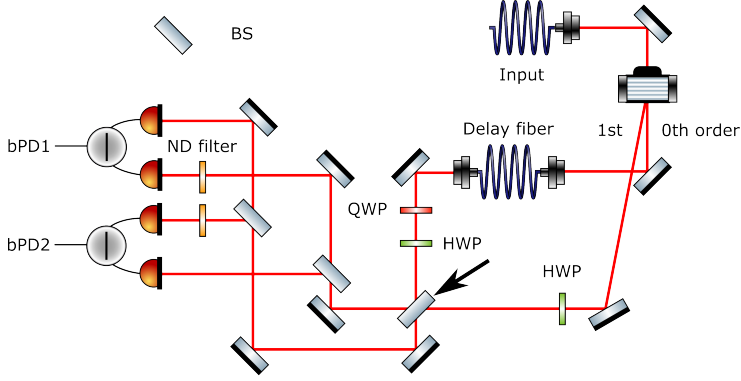 BS
Input
1st
0th order
Delay fiber
ND filter
bPD1
QWP
HWP
bPD2
HWP